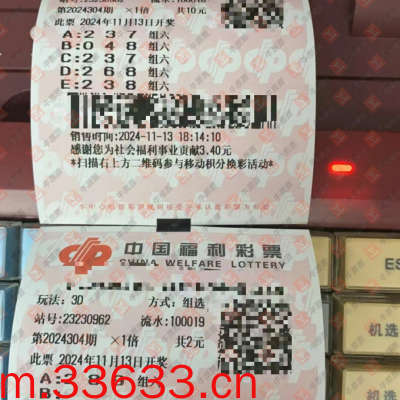 第2024304期 ×1倍 共10元
此票 2024年11月13日开奖
A:2 3 7 组六
B:0 4 8 组六
C:2 3 7 组六
D:2 6 8 组六
E:2 3 8 组六
销售时间:2024-11-13 18:14:10
感谢您为社会福利事业贡献3.40元
*扫描右上方二维码参与移动积分换彩活动*
中国福利彩票
CHINA WELFARE LOTTERY
玩法:3D 方式:组选
站号:23230962 流水:100019
第2024304期 ×1倍 共2元
此票 2024年11月13日开奖
组六
B:
ES
机选
机选
m.33633.cn